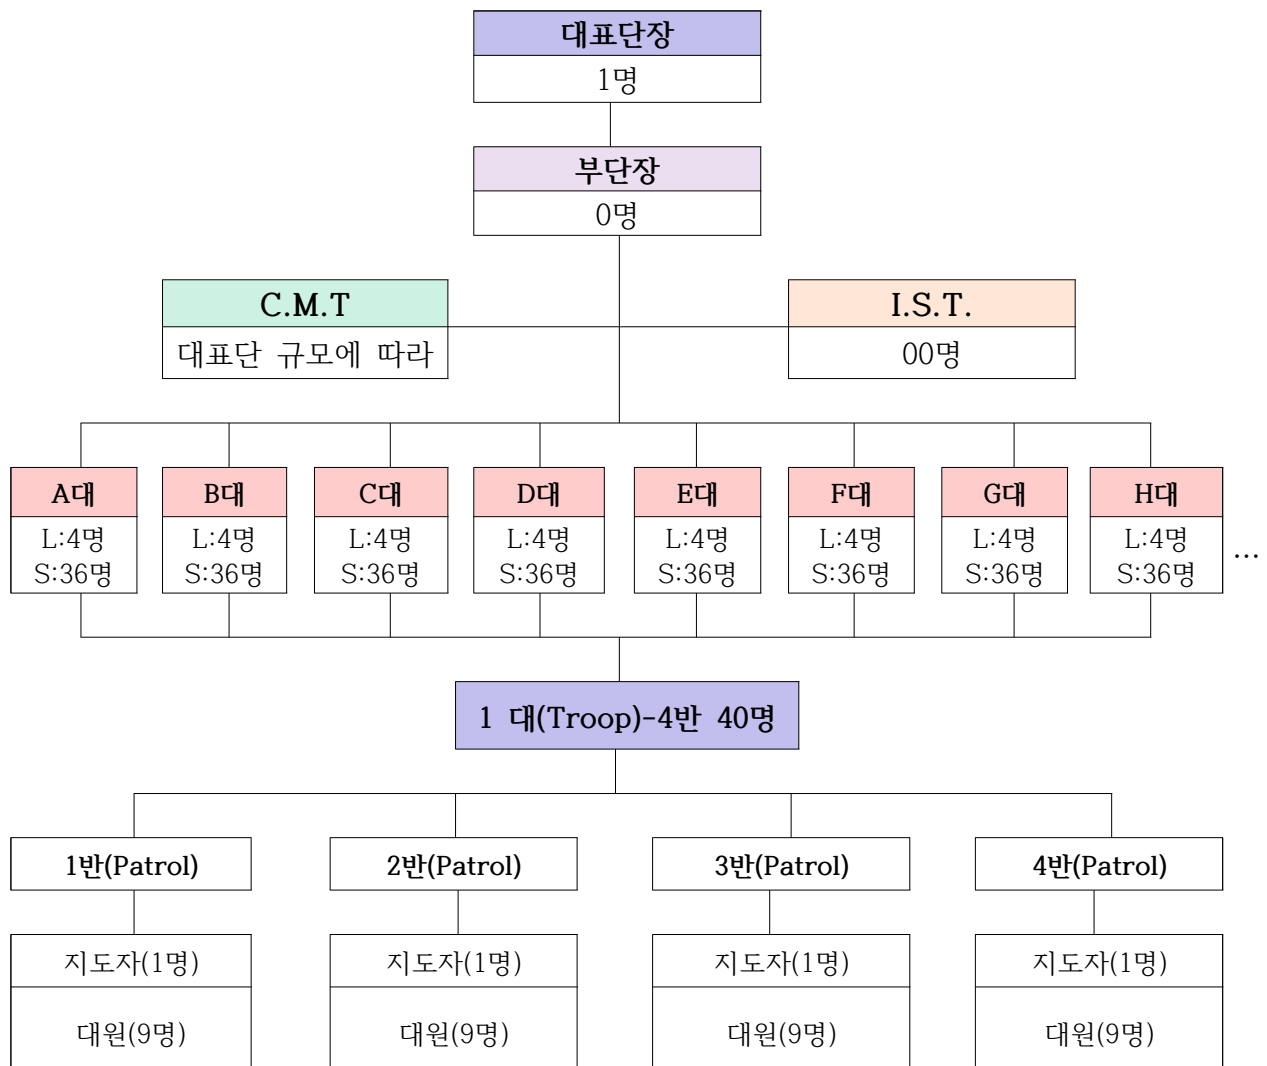 대표단장
1명
부단장
0명
C.M.T
대표단 규모에 따라
I.S.T.
00명
A대
L:4명
S:36명
B대
L:4명
S:36명
C대
L:4명
S:36명
D대
L:4명
S:36명
E대
L:4명
S:36명
F대
L:4명
S:36명
G대
L:4명
S:36명
H대
L:4명
S:36명
...
1 대(Troop)-4반 40명
1반(Patrol)
지도자(1명)
대원(9명)
2반(Patrol)
지도자(1명)
대원(9명)
3반(Patrol)
지도자(1명)
대원(9명)
4반(Patrol)
지도자(1명)
대원(9명)